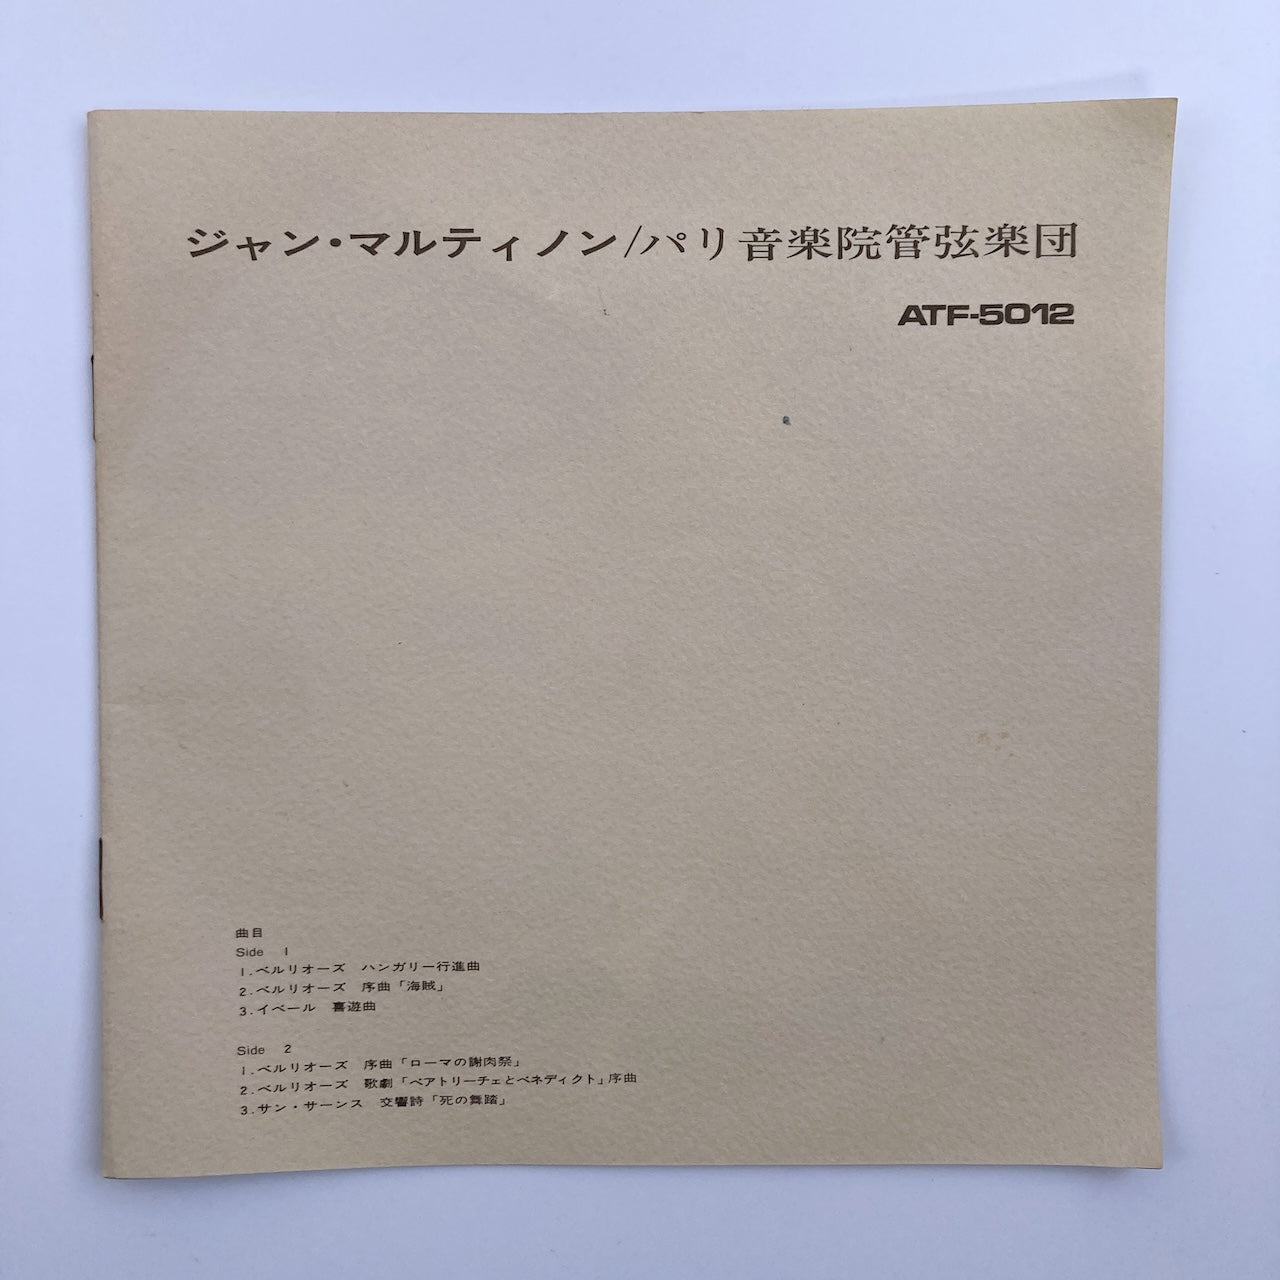 ジャン・マルティノン/パリ音楽院管弦楽団
ATF-5012
曲目
Side 1
1.ベルリオーズ ハンガリー行進曲
2.ベルリオーズ 序曲「海賊」
3.イベール 喜遊曲
Side 2
1.ベルリオーズ 序曲「ローマの謝肉祭」
2.ベルリオーズ 歌劇「ベアトリーチェとベネディクト」序曲
3.サン・サーンス 交響詩「死の舞踏」